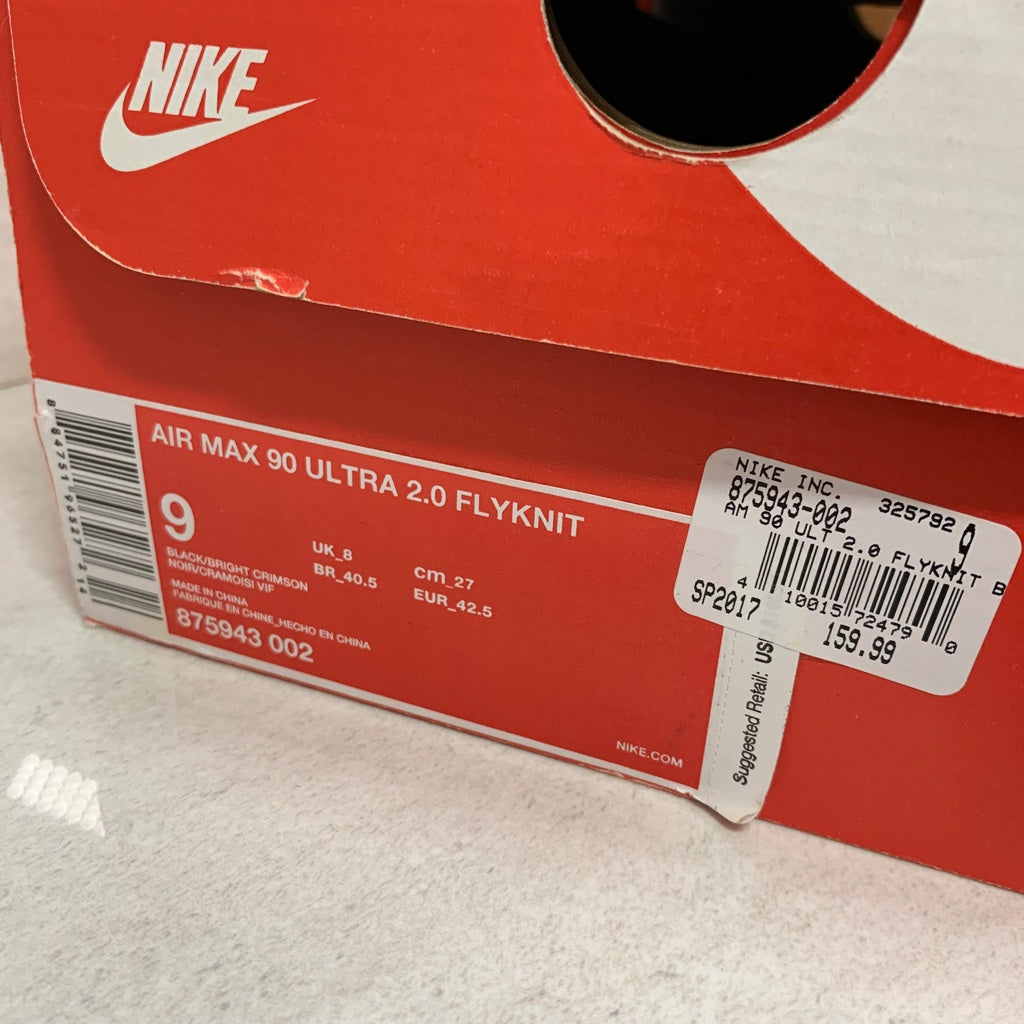 NIKE
AIR MAX 90 ULTRA 2.0 FLYKNIT
9
UK_8
cm_27
BR_40.5
EUR_42.5
BLACK/BRIGHT CRIMSON
NOIR/CRAMOISI VIF
MADE IN CHINA
FABRIQUE EN CHINE_HECHO EN CHINA
875943 002
NIKE.COM
NIKE INC.
325792
875943-002
9
AM 90 ULT 2.0 FLYKNIT B
4 10015 72479 0
SP2017
159.99
Suggested Retail: US